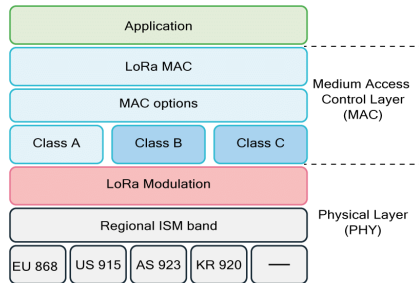 Application
LoRa MAC
MAC options
Class A
Class B
Class C
Medium Access
Control Layer
(MAC)
LoRa Modulation
Regional ISM band
Physical Layer
(PHY)
EU 868
US 915
AS 923
KR 920
—